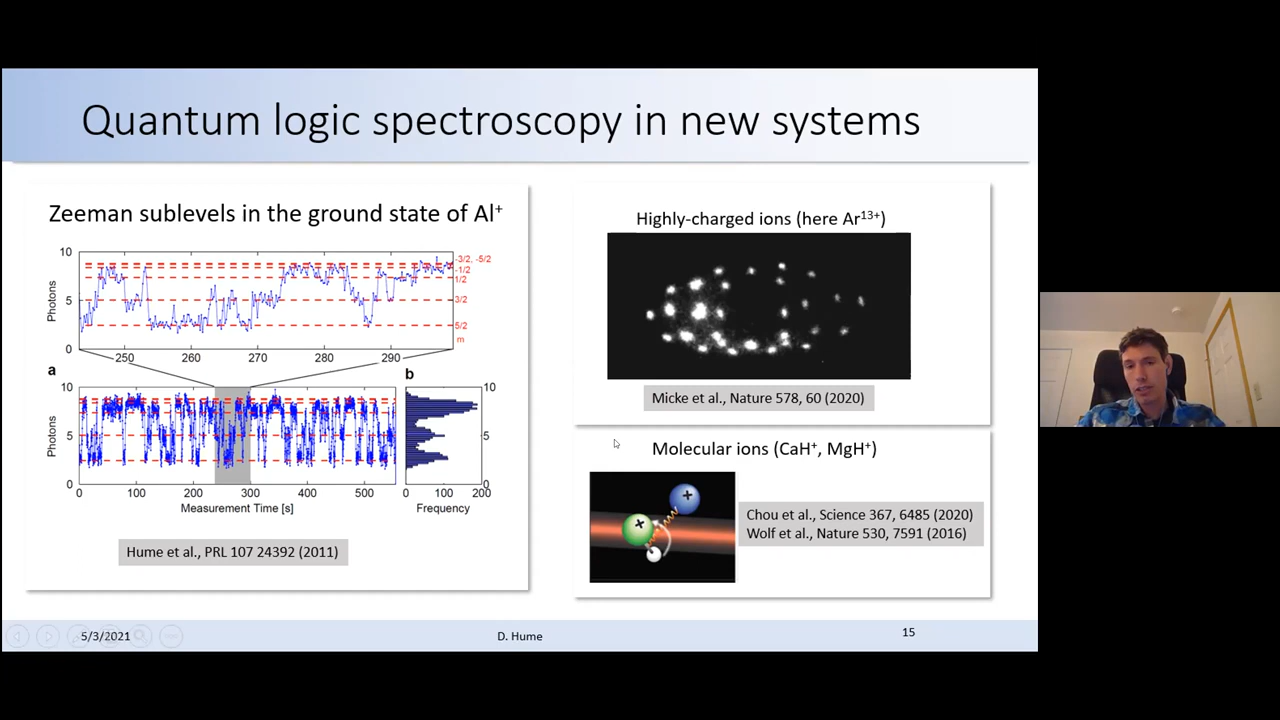 Quantum logic spectroscopy in new systems
Zeeman sublevels in the ground state of Al⁺
10
5
0
Photons
-3/2, -5/2
-1/2
1/2
3/2
5/2
m
250 260 270 280 290
a
b
10
5
0
Photons
10
5
0
0 100 200 300 400 500
0 100 200
Measurement Time [s]
Frequency
Hume et al., PRL 107 24392 (2011)
Highly-charged ions (here Ar¹³⁺)
Micke et al., Nature 578, 60 (2020)
Molecular ions (CaH⁺, MgH⁺)
+
+
Chou et al., Science 367, 6485 (2020)
Wolf et al., Nature 530, 7591 (2016)
5/3/2021
D. Hume
15